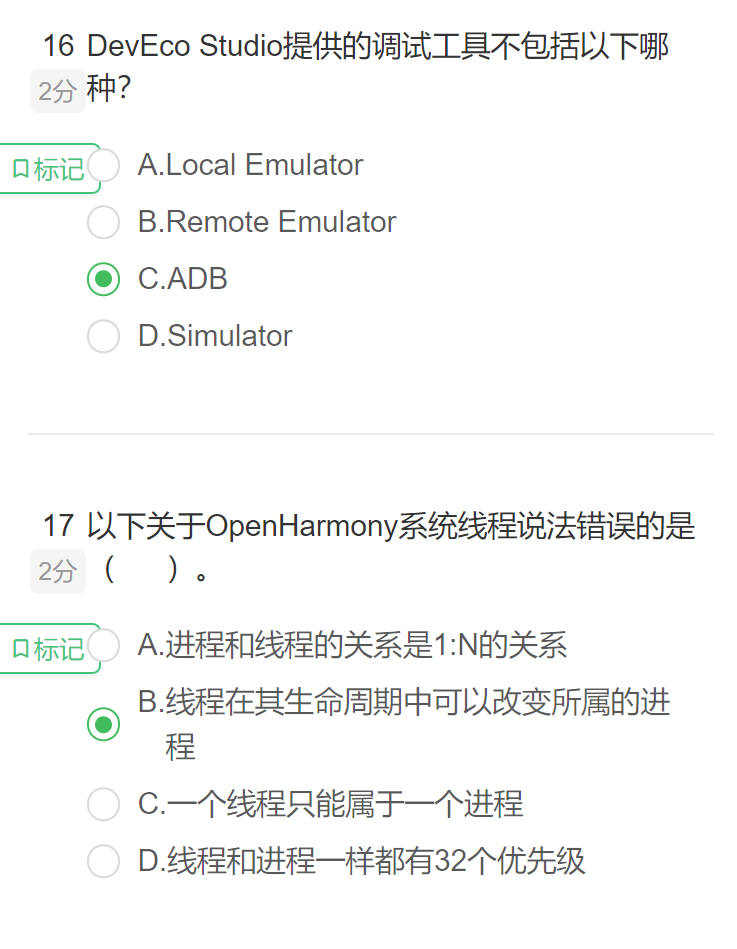 16 DevEco Studio提供的调试工具不包括以下哪
2分 种?
标记 A.Local Emulator
B.Remote Emulator
C.ADB
D.Simulator
17 以下关于OpenHarmony系统线程说法错误的是
2分 （　　）。
标记 A.进程和线程的关系是1:N的关系
B.线程在其生命周期中可以改变所属的进
程
C.一个线程只能属于一个进程
D.线程和进程一样都有32个优先级